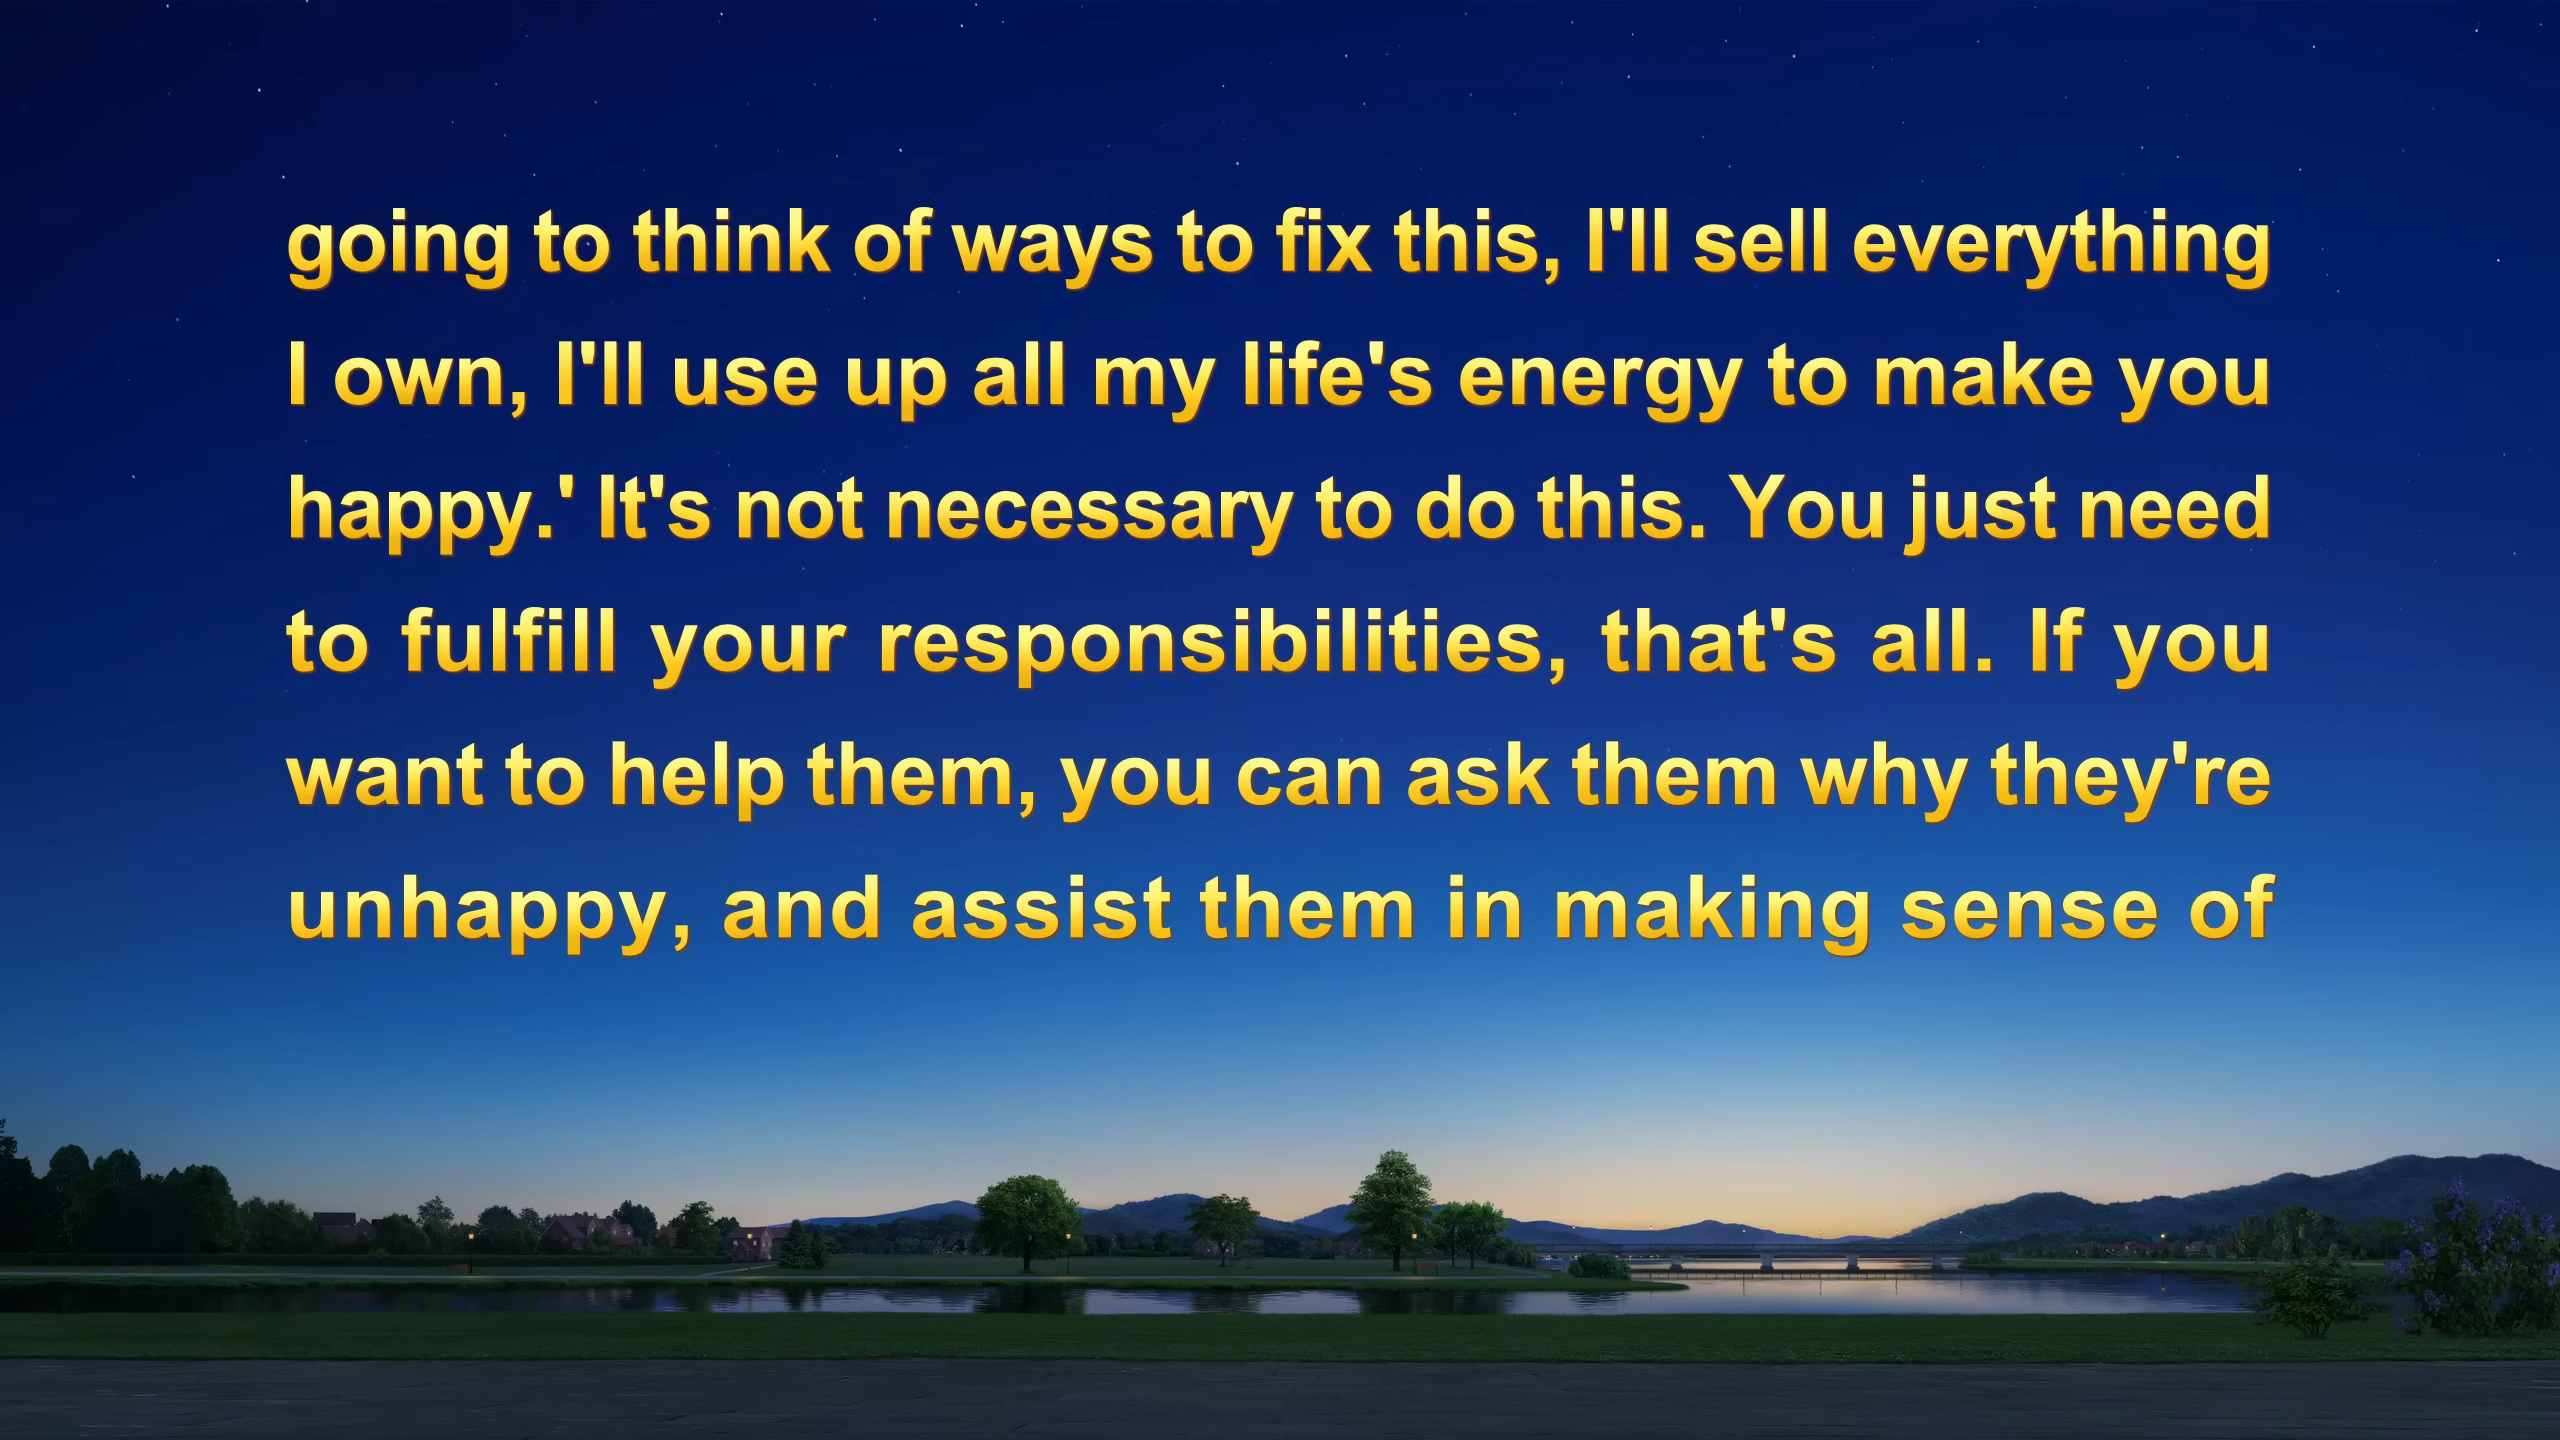 going to think of ways to fix this, I'll sell everything
I own, I'll use up all my life's energy to make you
happy.' It's not necessary to do this. You just need
to fulfill your responsibilities, that's all. If you
want to help them, you can ask them why they're
unhappy, and assist them in making sense of